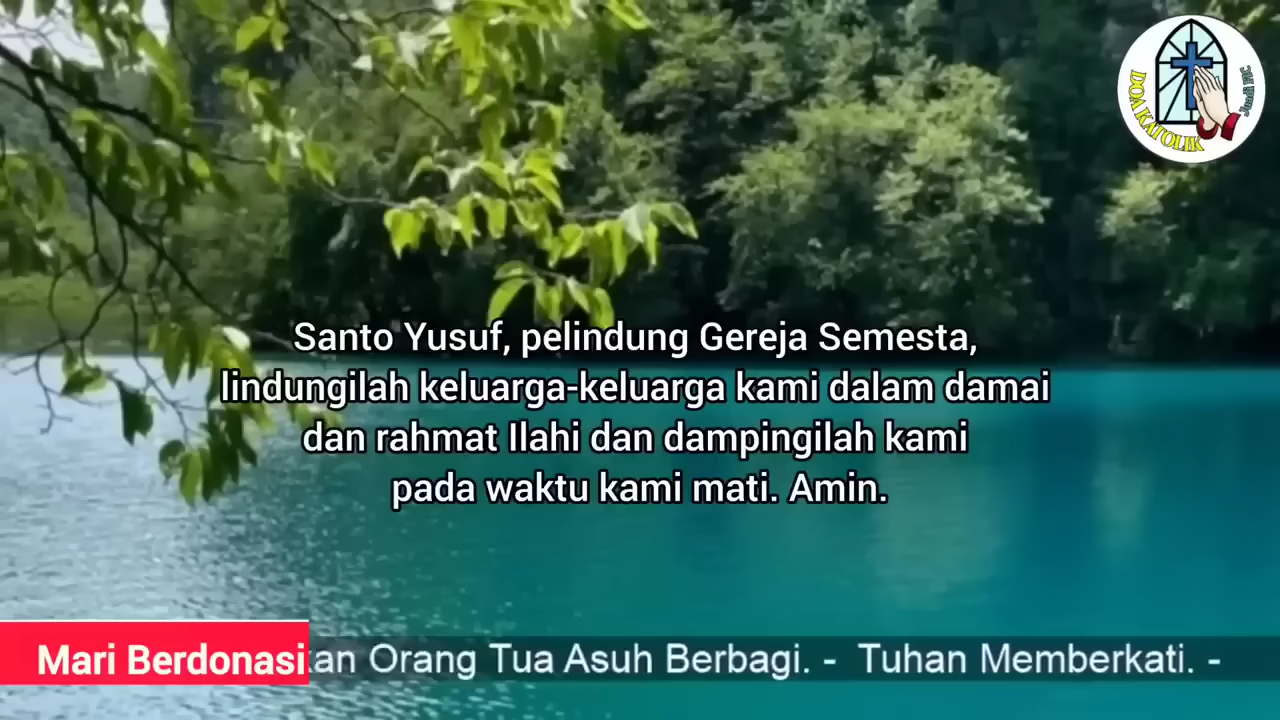 DOA KATOLIK
Santo Yusuf, pelindung Gereja Semesta,
lindungilah keluarga-keluarga kami dalam damai
dan rahmat Ilahi dan dampingilah kami
pada waktu kami mati. Amin.
Mari Berdonasi
Orang Tua Asuh Berbagi. - Tuhan Memberkati. -